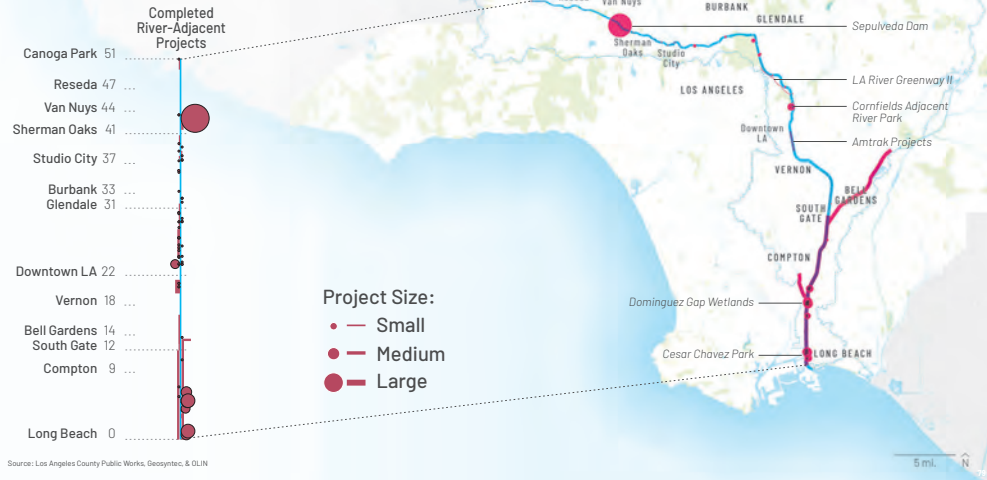 Completed
River-Adjacent
Projects
Canoga Park 51
Reseda 47
Van Nuys 44
Sherman Oaks 41
Studio City 37
Burbank 33
Glendale 31
Downtown LA 22
Vernon 18
Bell Gardens 14
South Gate 12
Compton 9
Long Beach 0
Source: Los Angeles County Public Works, Geosyntec, & OLIN
Project Size:
Small
Medium
Large
VAN NUYS
BURBANK
GLENDALE
Sherman
Oaks
Studio
City
LOS ANGELES
Downtown
LA
VERNON
BELL
GARDENS
SOUTH
GATE
COMPTON
LONG BEACH
Sepulveda Dam
LA River Greenway II
Cornfields Adjacent
River Park
Amtrak Projects
Dominguez Gap Wetlands
Cesar Chavez Park
5 mi.
N